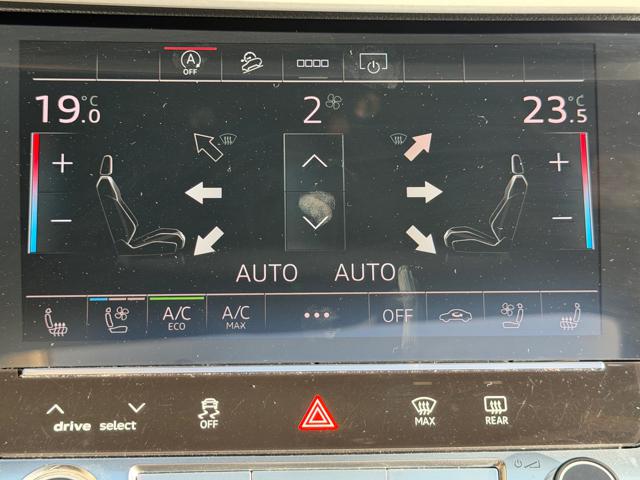 A
OFF
19.0 °C
2
23.5 °C
+
+
−
−
AUTO
AUTO
A/C
ECO
A/C
MAX
•••
OFF
drive select
OFF
MAX
REAR